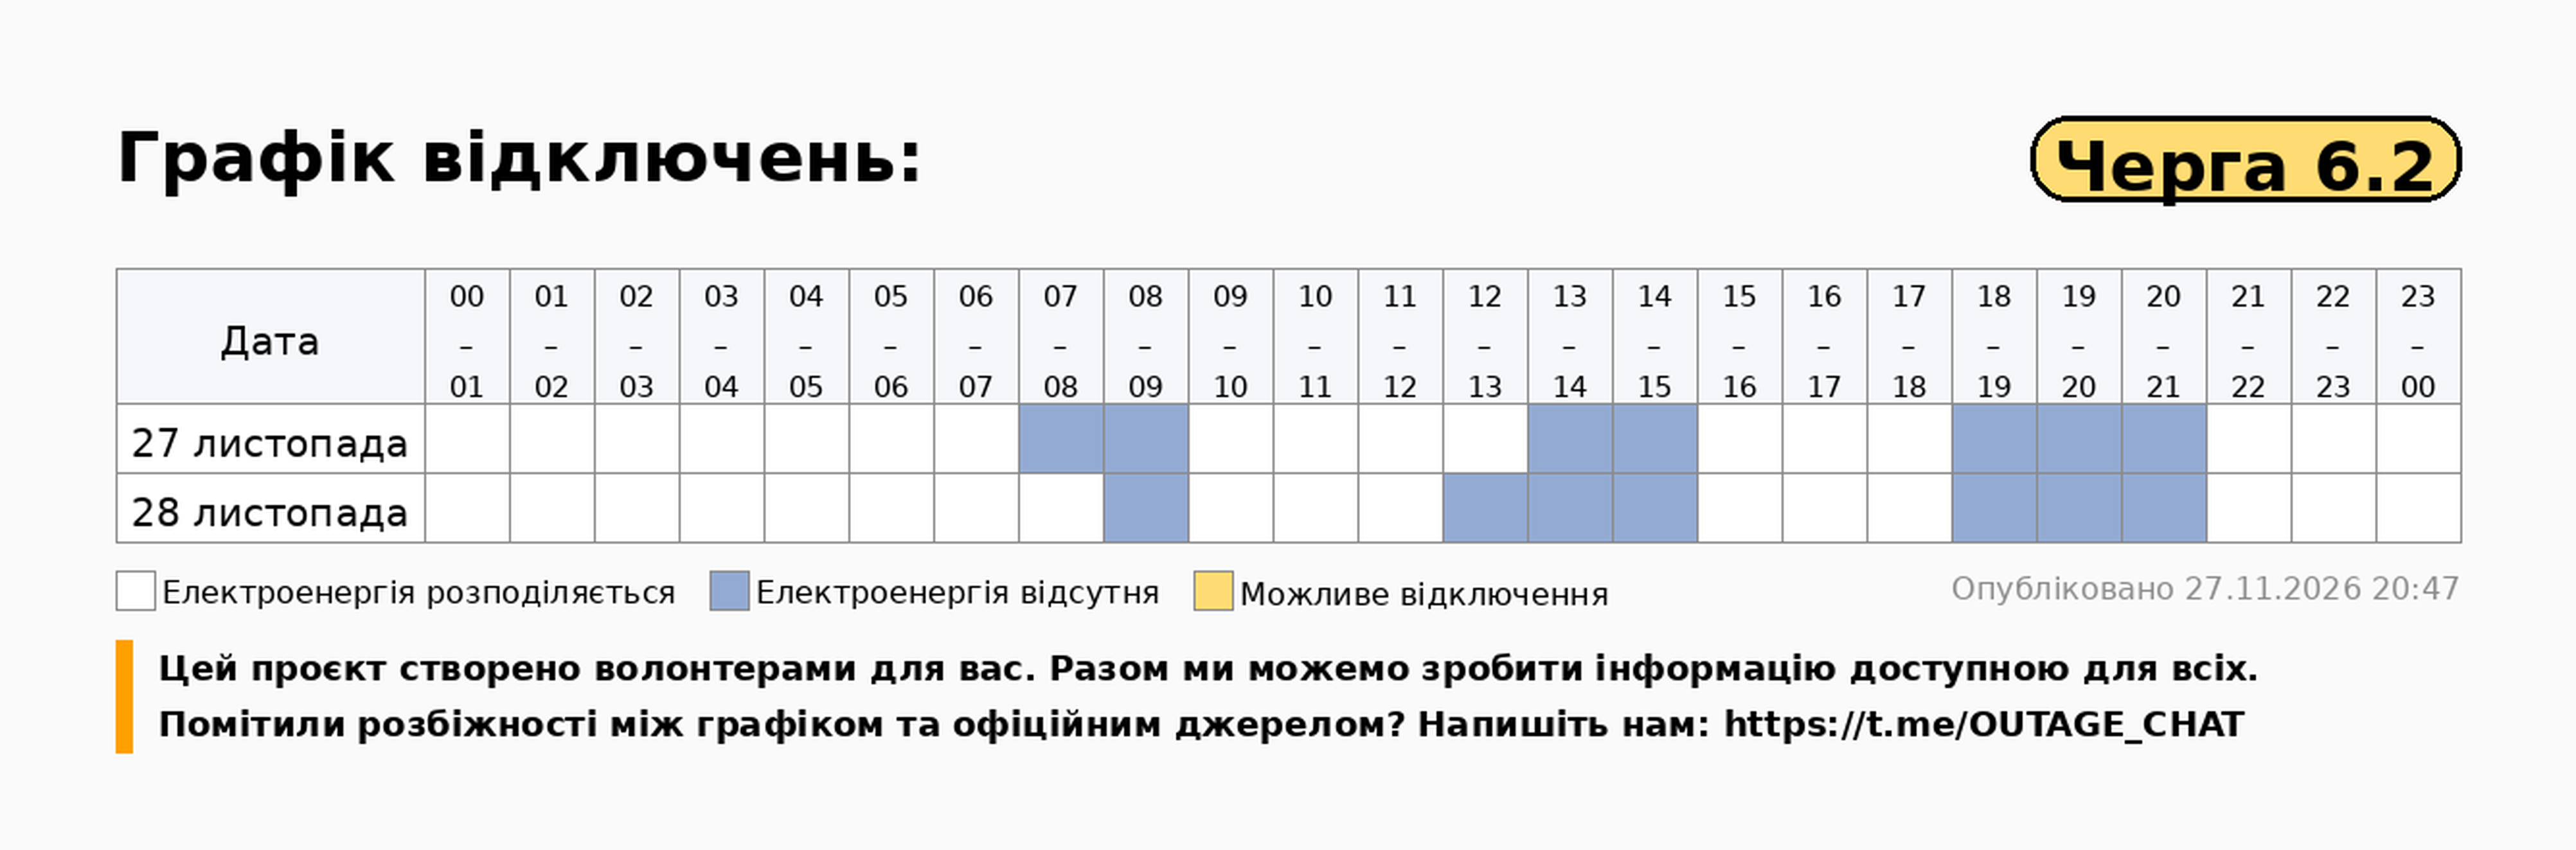 Графік відключень:
Черга 6.2
Дата
00 – 01
01 – 02
02 – 03
03 – 04
04 – 05
05 – 06
06 – 07
07 – 08
08 – 09
09 – 10
10 – 11
11 – 12
12 – 13
13 – 14
14 – 15
15 – 16
16 – 17
17 – 18
18 – 19
19 – 20
20 – 21
21 – 22
22 – 23
23 – 00
27 листопада
28 листопада
Електроенергія розподіляється
Електроенергія відсутня
Можливе відключення
Опубліковано 27.11.2026 20:47
Цей проєкт створено волонтерами для вас. Разом ми можемо зробити інформацію доступною для всіх.
Помітили розбіжності між графіком та офіційним джерелом? Напишіть нам: https://t.me/OUTAGE_CHAT